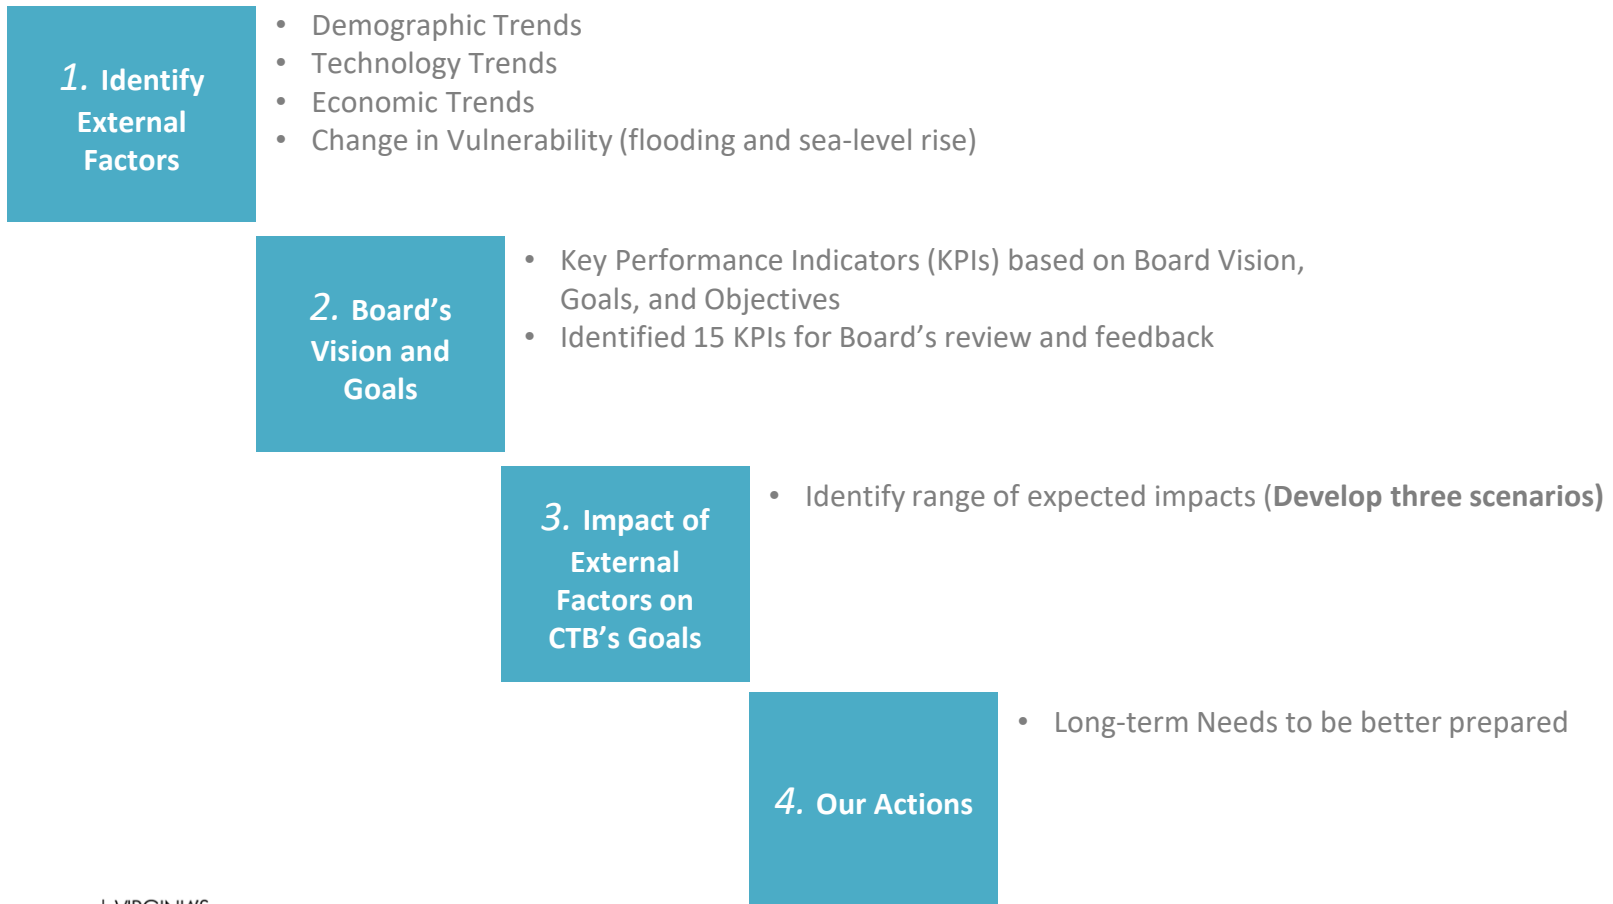 1. Identify
External
Factors
• Demographic Trends
• Technology Trends
• Economic Trends
• Change in Vulnerability (flooding and sea-level rise)
2. Board’s
Vision and
Goals
• Key Performance Indicators (KPIs) based on Board Vision,
Goals, and Objectives
• Identified 15 KPIs for Board’s review and feedback
3. Impact of
External
Factors on
CTB’s Goals
• Identify range of expected impacts (Develop three scenarios)
4. Our Actions
• Long-term Needs to be better prepared